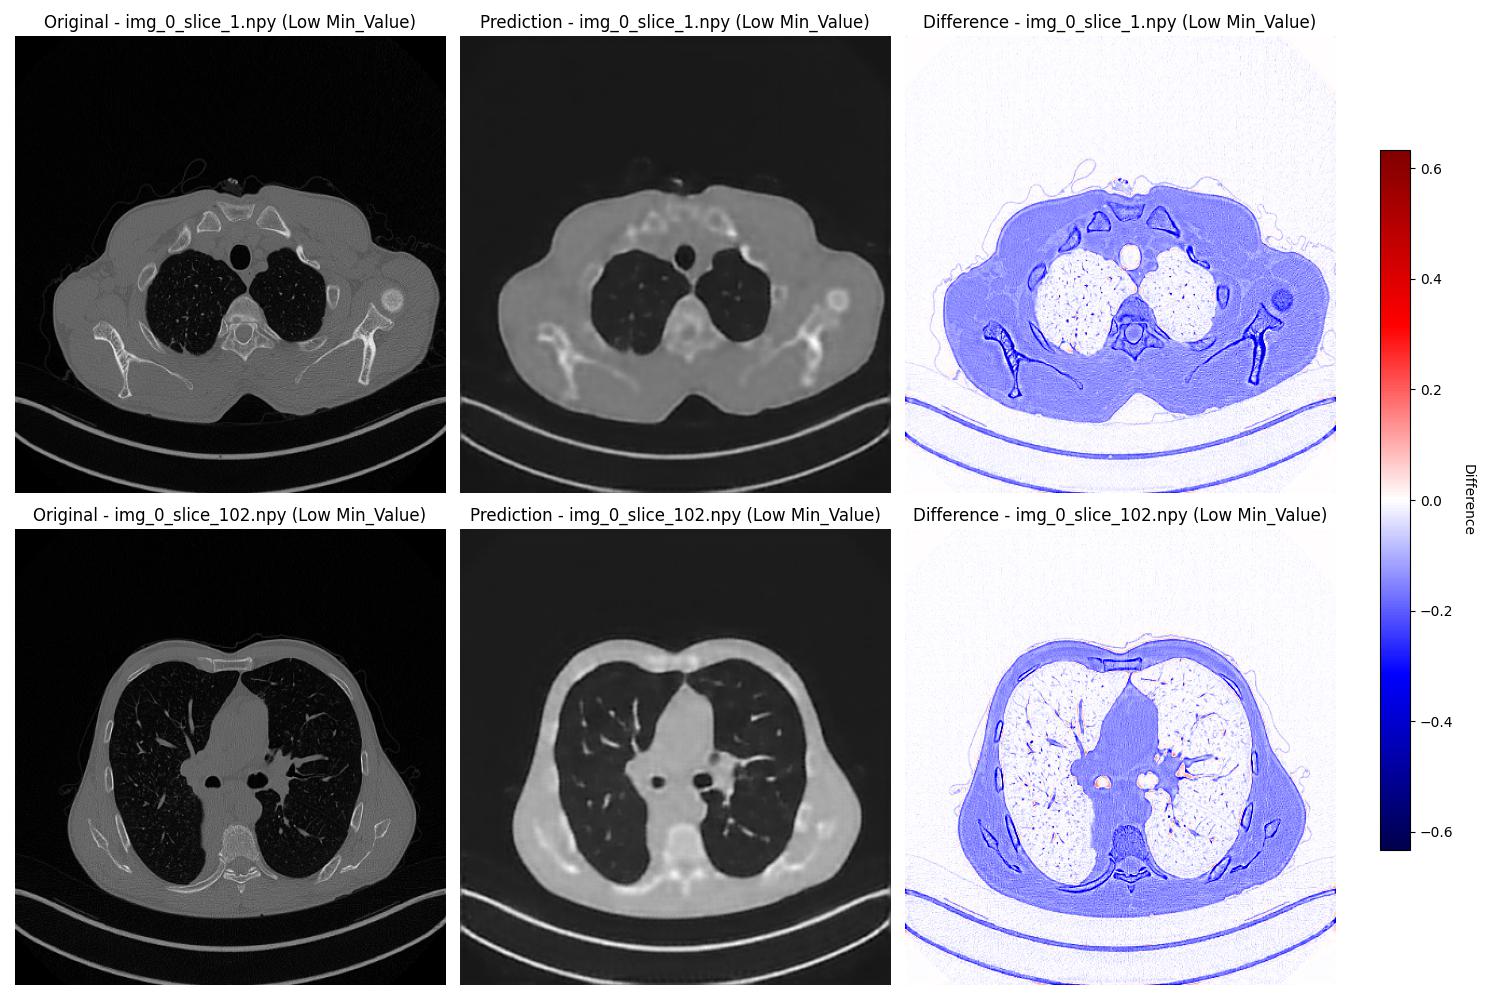 Original - img_0_slice_1.npy (Low Min_Value)
Prediction - img_0_slice_1.npy (Low Min_Value)
Difference - img_0_slice_1.npy (Low Min_Value)
Original - img_0_slice_102.npy (Low Min_Value)
Prediction - img_0_slice_102.npy (Low Min_Value)
Difference - img_0_slice_102.npy (Low Min_Value)
0.6
0.4
0.2
0.0
−0.2
−0.4
−0.6
Difference